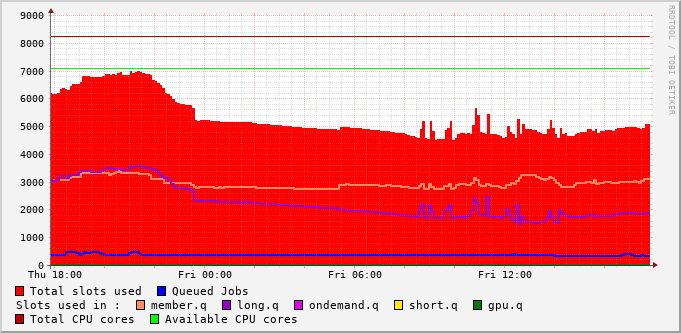 9000
8000
7000
6000
5000
4000
3000
2000
1000
0
Thu 18:00 Fri 00:00 Fri 06:00 Fri 12:00
RRDTOOL / TOBI OETIKER
Total slots used Queued Jobs
Slots used in : member.q long.q ondemand.q short.q gpu.q
Total CPU cores Available CPU cores